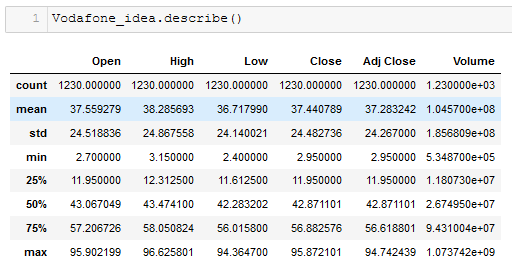 1 Vodafone_idea.describe()
Open High Low Close Adj Close Volume
count 1230.000000 1230.000000 1230.000000 1230.000000 1230.000000 1.230000e+03
mean 37.559279 38.285693 36.717990 37.440789 37.283242 1.045700e+08
std 24.518836 24.867558 24.140021 24.482736 24.267000 1.856809e+08
min 2.700000 3.150000 2.400000 2.950000 2.950000 5.348700e+05
25% 11.950000 12.312500 11.612500 11.950000 11.950000 1.180730e+07
50% 43.067049 43.474100 42.283202 42.871101 42.871101 2.674950e+07
75% 57.206726 58.050824 56.015800 56.882576 56.618801 9.431004e+07
max 95.902199 96.625801 94.364700 95.872101 94.742439 1.073742e+09